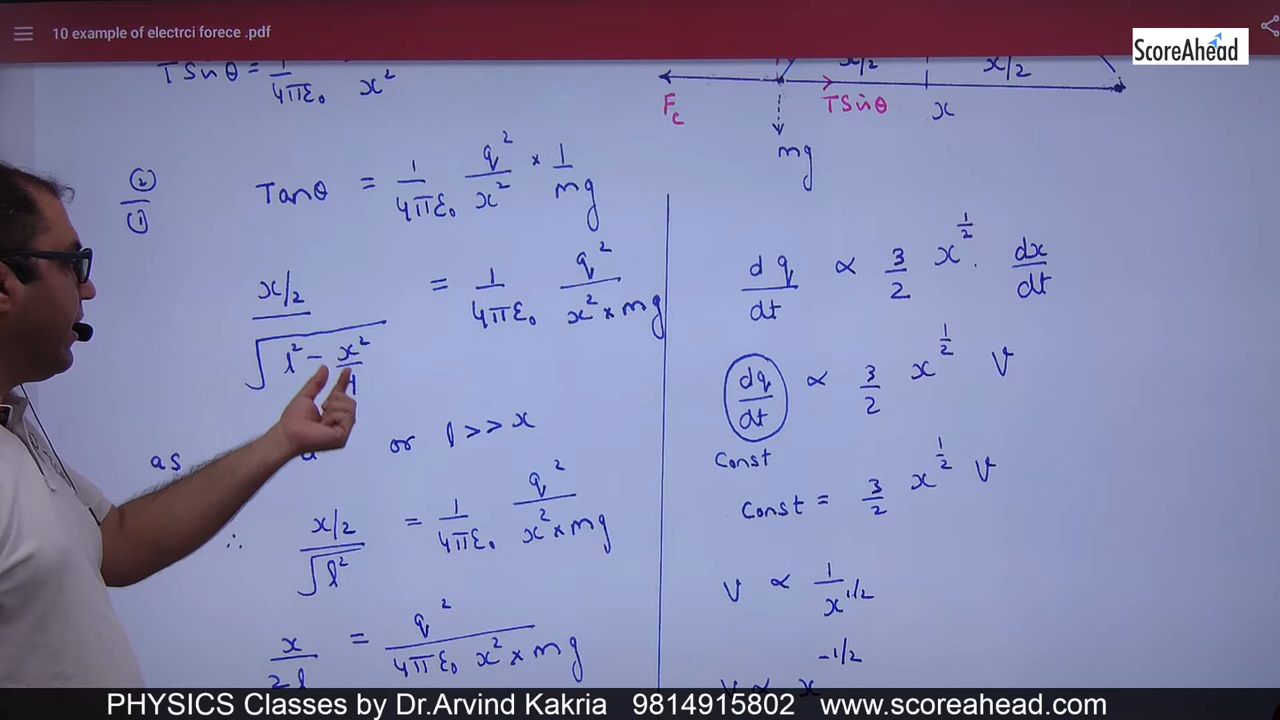 10 example of electrci forece .pdf
ScoreAhead
T Sinθ = 1/4πε₀ x²
x/2 x/2
F_c T Sinθ x
mg
②/① Tanθ = 1/4πε₀ q²/x² × 1/mg
x/2 / √(l² − x²/4) = 1/4πε₀ q²/(x² × mg)
as or l >> x
∴ x/2 / √l² = 1/4πε₀ q²/(x² × mg)
x/2l = q²/(4πε₀ x² × mg)
dq/dt ∝ 3/2 x^1/2 . dx/dt
dq/dt ∝ 3/2 x^1/2 V
Const
Const = 3/2 x^1/2 V
V ∝ 1/x^1/2
V ∝ x^-1/2
PHYSICS Classes by Dr.Arvind Kakria 9814915802 www.scoreahead.com